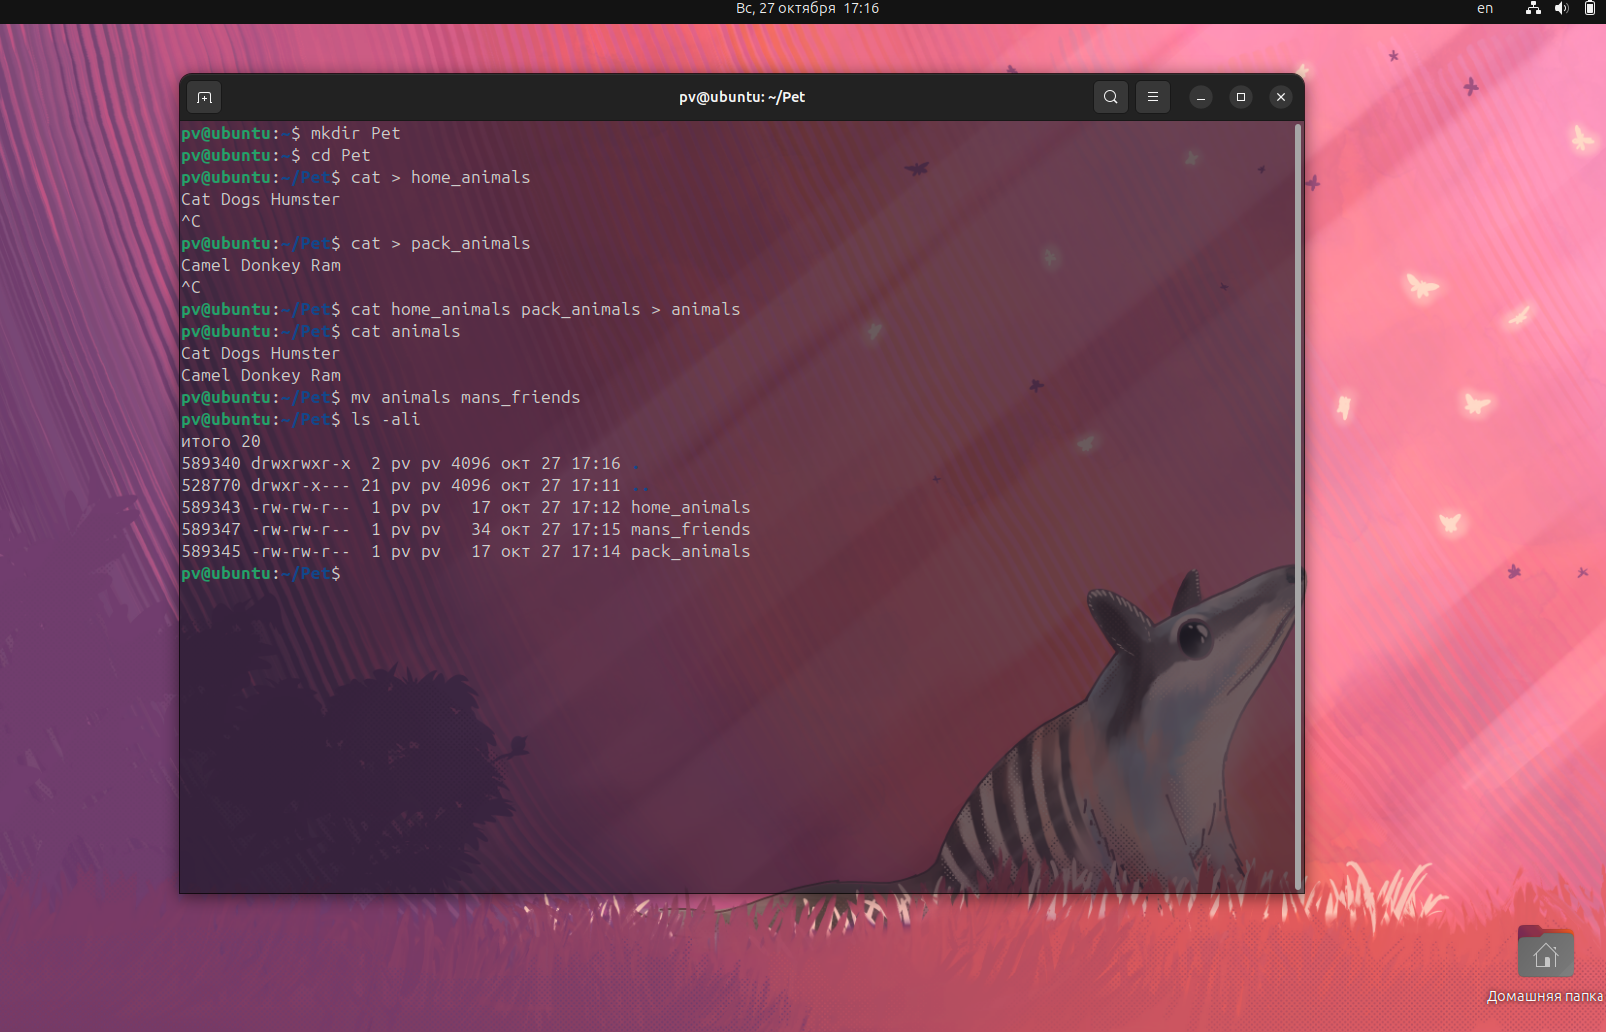 Вс, 27 октября 17:16
en
pv@ubuntu: ~/Pet
pv@ubuntu:~$ mkdir Pet
pv@ubuntu:~$ cd Pet
pv@ubuntu:~/Pet$ cat > home_animals
Cat Dogs Humster
^C
pv@ubuntu:~/Pet$ cat > pack_animals
Camel Donkey Ram
^C
pv@ubuntu:~/Pet$ cat home_animals pack_animals > animals
pv@ubuntu:~/Pet$ cat animals
Cat Dogs Humster
Camel Donkey Ram
pv@ubuntu:~/Pet$ mv animals mans_friends
pv@ubuntu:~/Pet$ ls -ali
итого 20
589340 drwxrwxr-x  2 pv pv 4096 окт 27 17:16 .
528770 drwxr-x--- 21 pv pv 4096 окт 27 17:11 ..
589343 -rw-rw-r--  1 pv pv   17 окт 27 17:12 home_animals
589347 -rw-rw-r--  1 pv pv   34 окт 27 17:15 mans_friends
589345 -rw-rw-r--  1 pv pv   17 окт 27 17:14 pack_animals
pv@ubuntu:~/Pet$
Домашняя папка